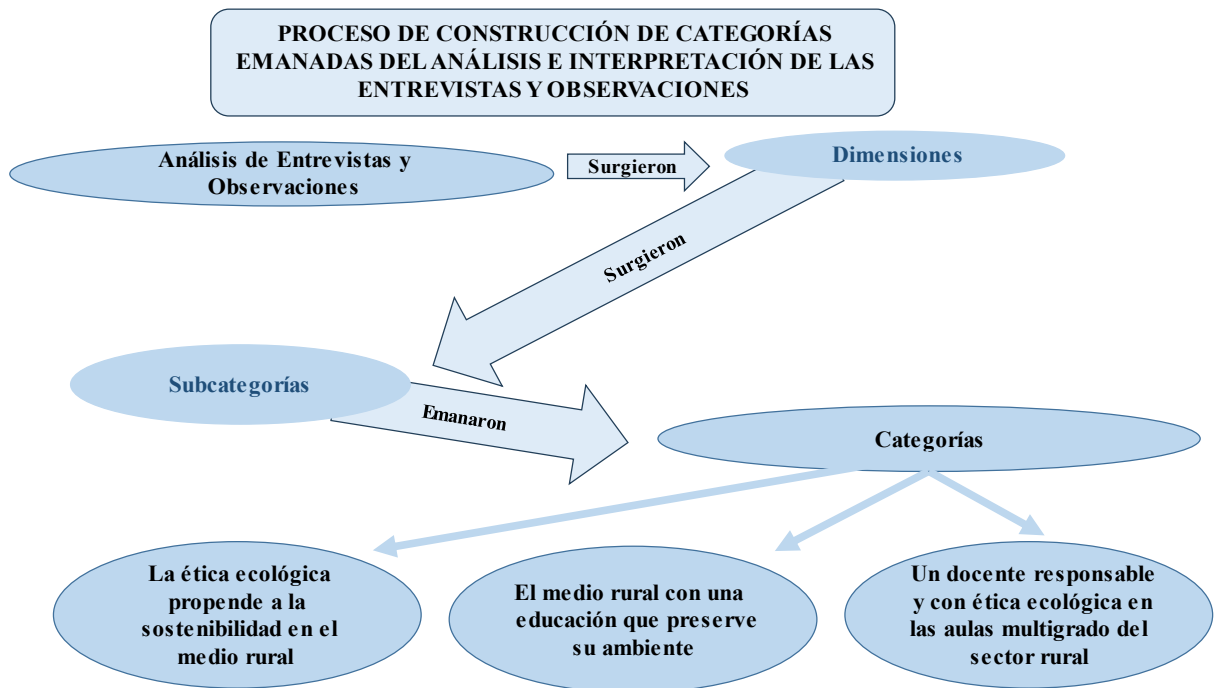 PROCESO DE CONSTRUCCIÓN DE CATEGORÍAS
EMANADAS DEL ANÁLISIS E INTERPRETACIÓN DE LAS
ENTREVISTAS Y OBSERVACIONES
Análisis de Entrevistas y
Observaciones
Surgieron
Dimensiones
Surgieron
Subcategorías
Emanaron
Categorías
La ética ecológica
propende a la
sostenibilidad en el
medio rural
El medio rural con una
educación que preserve
su ambiente
Un docente responsable
y con ética ecológica en
las aulas multigrado del
sector rural